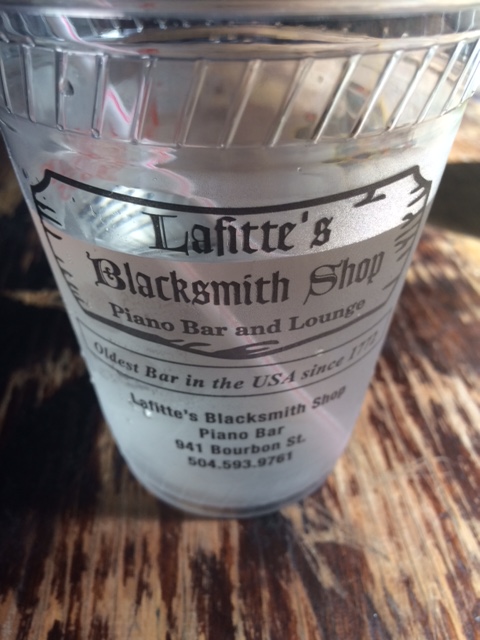 Lafitte's
Blacksmith Shop
Piano Bar and Lounge
Oldest Bar in the USA since 1772
Lafitte's Blacksmith Shop
Piano Bar
941 Bourbon St.
504.593.9761